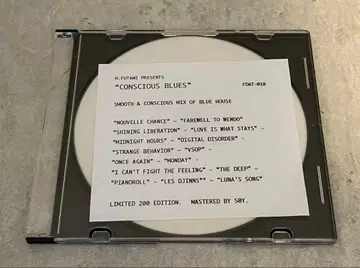 H.FUTAMI PRESENTS
"CONSCIOUS BLUES" FDAT-018
SMOOTH & CONSCIOUS MIX OF BLUE HOUSE
"NOUVELLE CHANCE" – "FAREWELL TO WENDO"
"SHINING LIBERATION" – "LOVE IS WHAT STAYS" –
"MIDNIGHT HOURS" – "DIGITAL DISORDER" –
"STRANGE BEHAVIOR" – "VSOP" –
"ONCE AGAIN" – "MONDAY" –
"I CAN'T FIGHT THE FEELING" – "THE DEEP" –
"PIANOROLL" – "LES DJINNS"" – "LUNA'S SONG"
LIMITED 200 EDITION. MASTERED BY SØY.